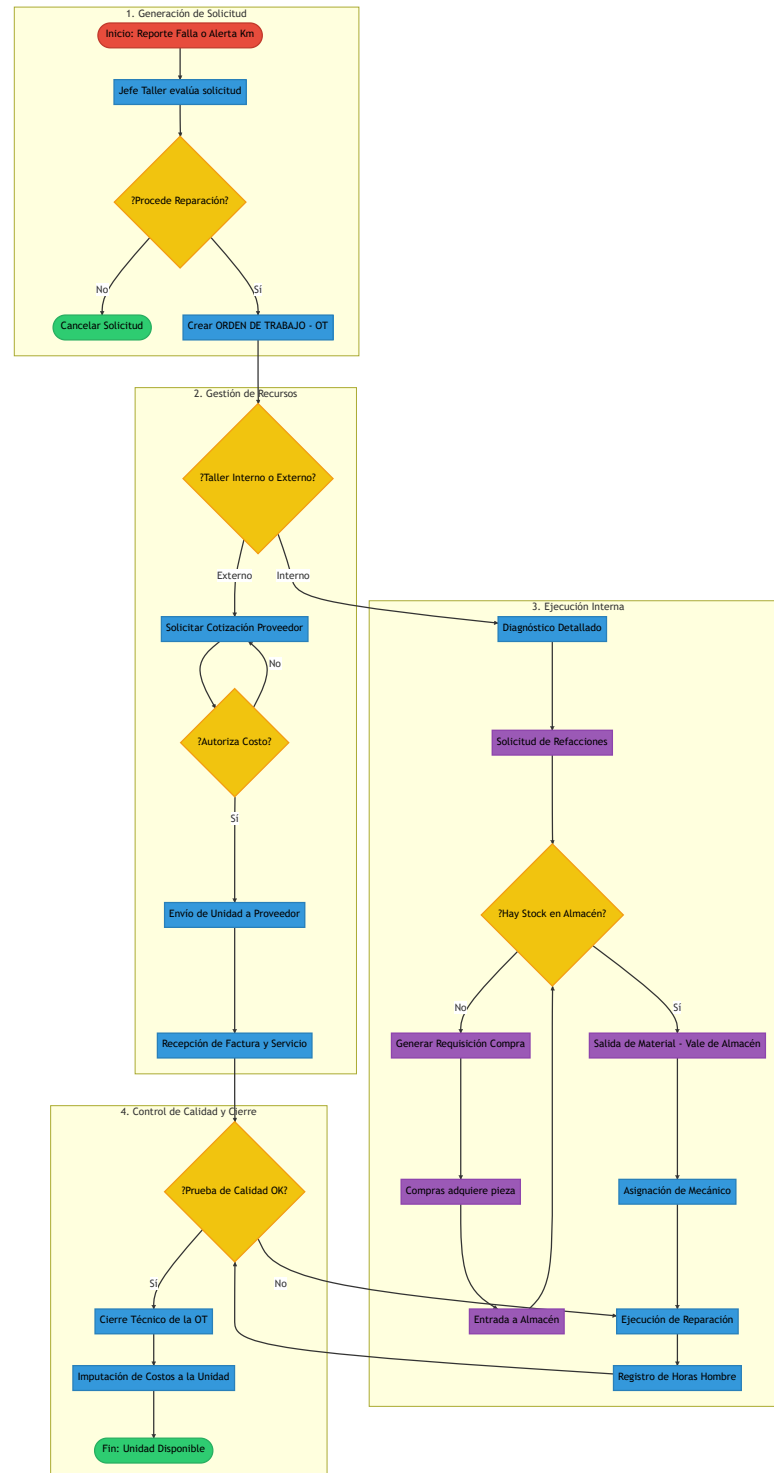 1. Generación de Solicitud
Inicio: Reporte Falla o Alerta Km
Jefe Taller evalúa solicitud
?Procede Reparación?
No
Sí
Cancelar Solicitud
Crear ORDEN DE TRABAJO - OT
2. Gestión de Recursos
?Taller Interno o Externo?
Externo
Interno
Solicitar Cotización Proveedor
No
?Autoriza Costo?
Sí
Envío de Unidad a Proveedor
Recepción de Factura y Servicio
3. Ejecución Interna
Diagnóstico Detallado
Solicitud de Refacciones
?Hay Stock en Almacén?
No
Sí
Generar Requisición Compra
Salida de Material - Vale de Almacén
Compras adquiere pieza
Asignación de Mecánico
Entrada a Almacén
Ejecución de Reparación
Registro de Horas Hombre
4. Control de Calidad y Cierre
?Prueba de Calidad OK?
Sí
No
Cierre Técnico de la OT
Imputación de Costos a la Unidad
Fin: Unidad Disponible